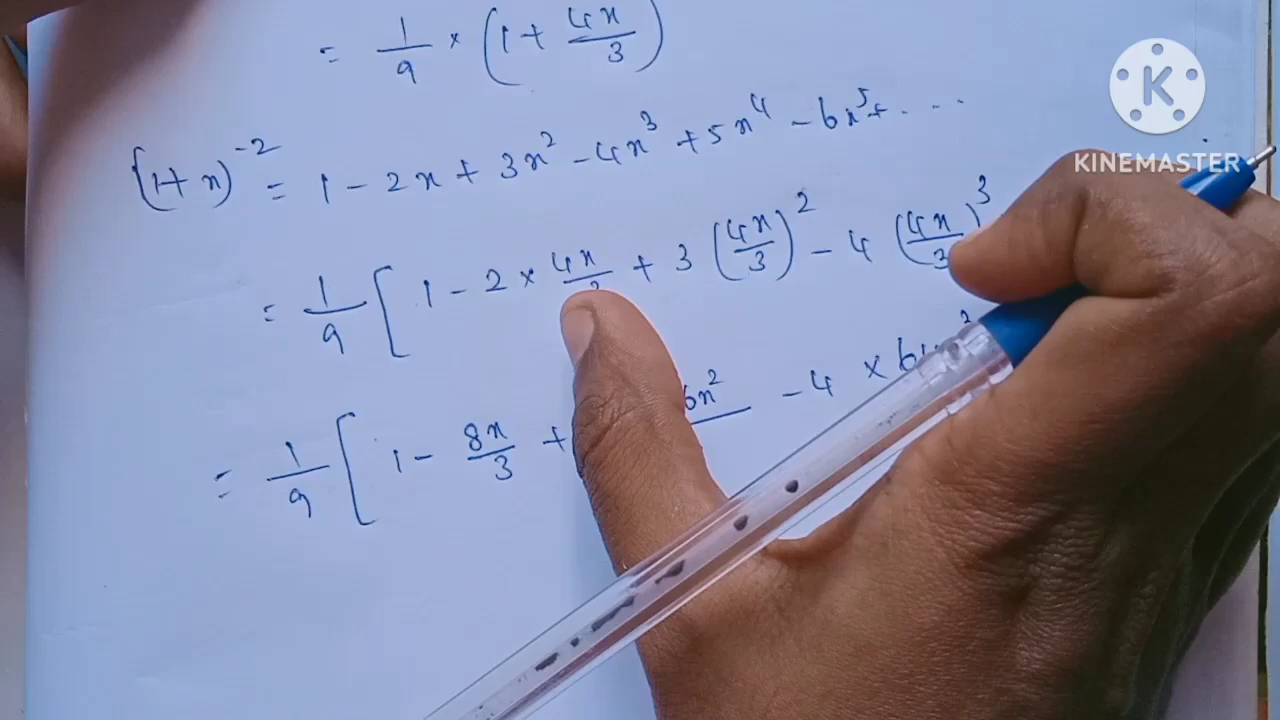 = 1/9 × (1 + 4x/3)
KINEMASTER
(1+x)^-2 = 1 - 2x + 3x^2 - 4x^3 + 5x^4 - 6x^5 + ...
= 1/9 [ 1 - 2 × 4x/3 + 3 (4x/3)^2 - 4 (4x/3)^3
= 1/9 [ 1 - 8x/3 + 6x^2 - 4 × 6